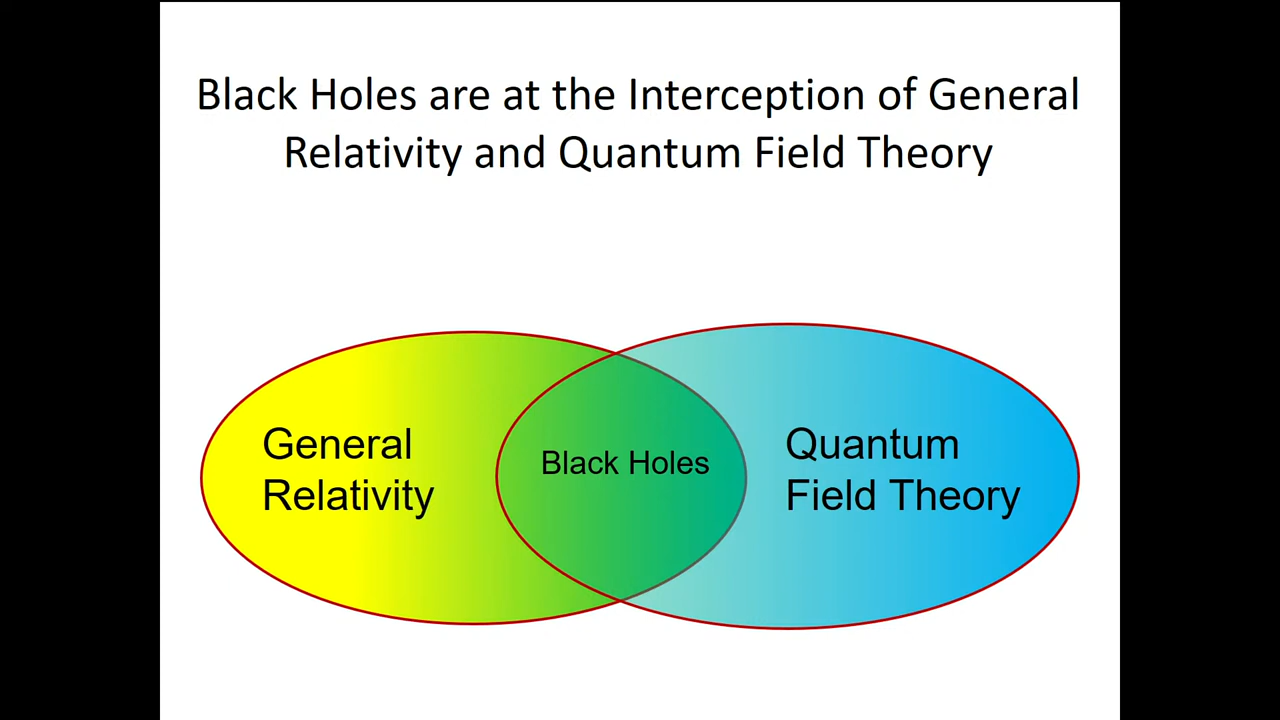 Black Holes are at the Interception of General
Relativity and Quantum Field Theory
General
Relativity
Black Holes
Quantum
Field Theory